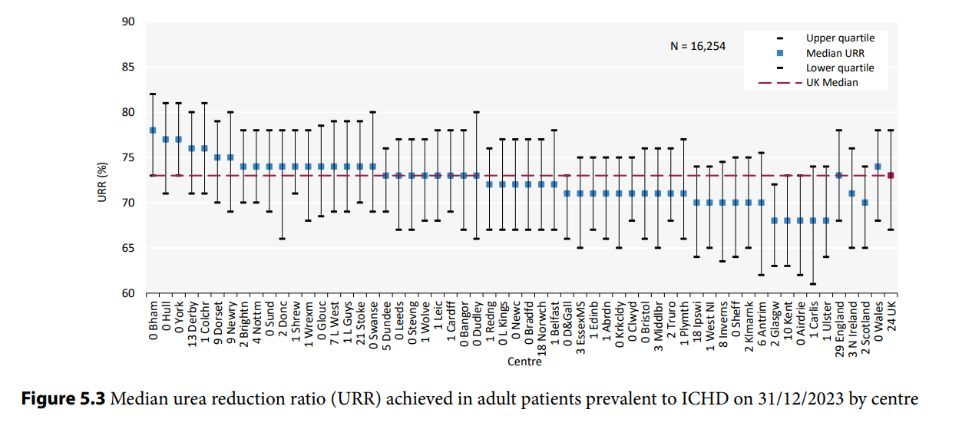 90
85
80
75
70
65
60
URR (%)
N = 16,254
Upper quartile
Median URR
Lower quartile
UK Median
0 Bham
0 Hull
0 York
13 Derby
1 Colchr
9 Dorset
9 Newry
2 Brightn
4 Nottm
0 Sund
2 Donc
1 Shrew
1 Wrexm
0 Glouc
7 L West
1 L Guys
21 Stoke
0 Swanse
5 Dundee
0 Leeds
0 Stevng
1 Wolve
1 Leic
1 Cardff
0 Bangor
0 Dudley
1 Redng
1 L Kings
0 Newc
0 Bradfd
18 Norwch
1 Belfast
0 D&Gall
3 EssexMS
1 Edinb
1 Abrdn
0 Krkcldy
0 Clwyd
0 Bristol
3 Middlbr
2 Truro
1 Plymth
18 Ipswi
1 West NI
8 Inverns
0 Sheff
2 Klmarnk
6 Antrim
2 Glasgw
10 Kent
0 Airdrie
1 Carlis
1 Ulster
29 England
3 N Ireland
2 Scotland
0 Wales
24 UK
Centre
Figure 5.3 Median urea reduction ratio (URR) achieved in adult patients prevalent to ICHD on 31/12/2023 by centre